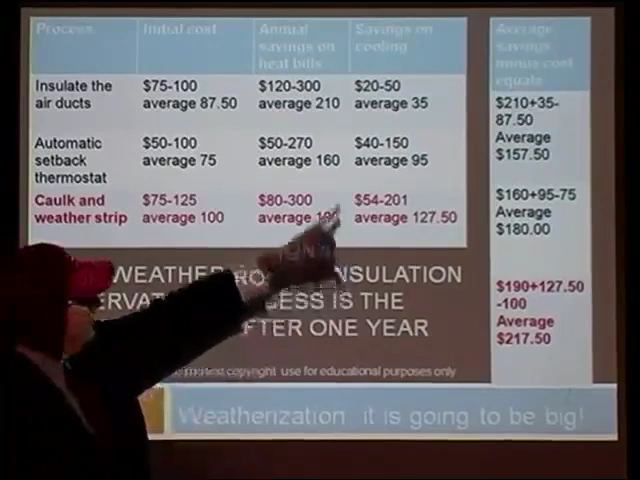 Process Initial cost Annual savings on heat bills Savings on cooling
Average savings minus cost equals
Insulate the air ducts $75-100 average 87.50 $120-300 average 210 $20-50 average 35
$210+35-87.50 Average $157.50
Automatic setback thermostat $50-100 average 75 $50-270 average 160 $40-150 average 95
$160+95-75 Average $180.00
Caulk and weather strip $75-125 average 100 $80-300 average $54-201 average 127.50
$190+127.50-100 Average $217.50
WEATHER INSULATION
ESS IS THE
FTER ONE YEAR
copyright use for educational purposes only
Weatherization it is going to be big!